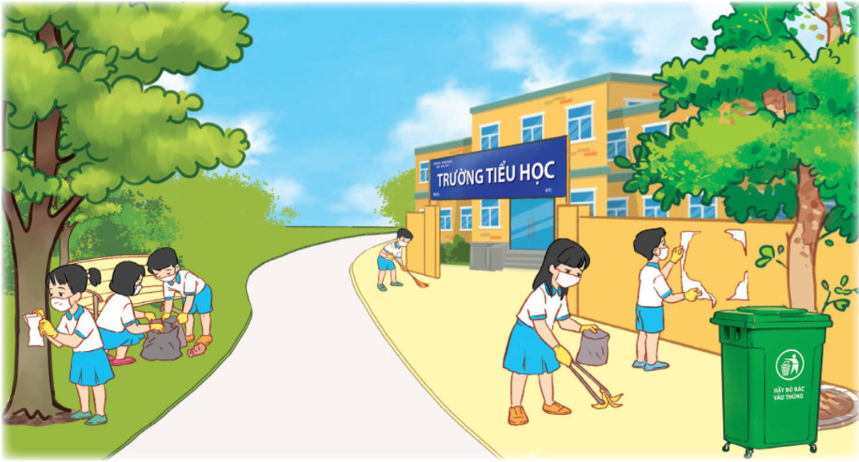 TRƯỜNG TIỂU HỌC
HÃY BỎ RÁC
VÀO THÙNG